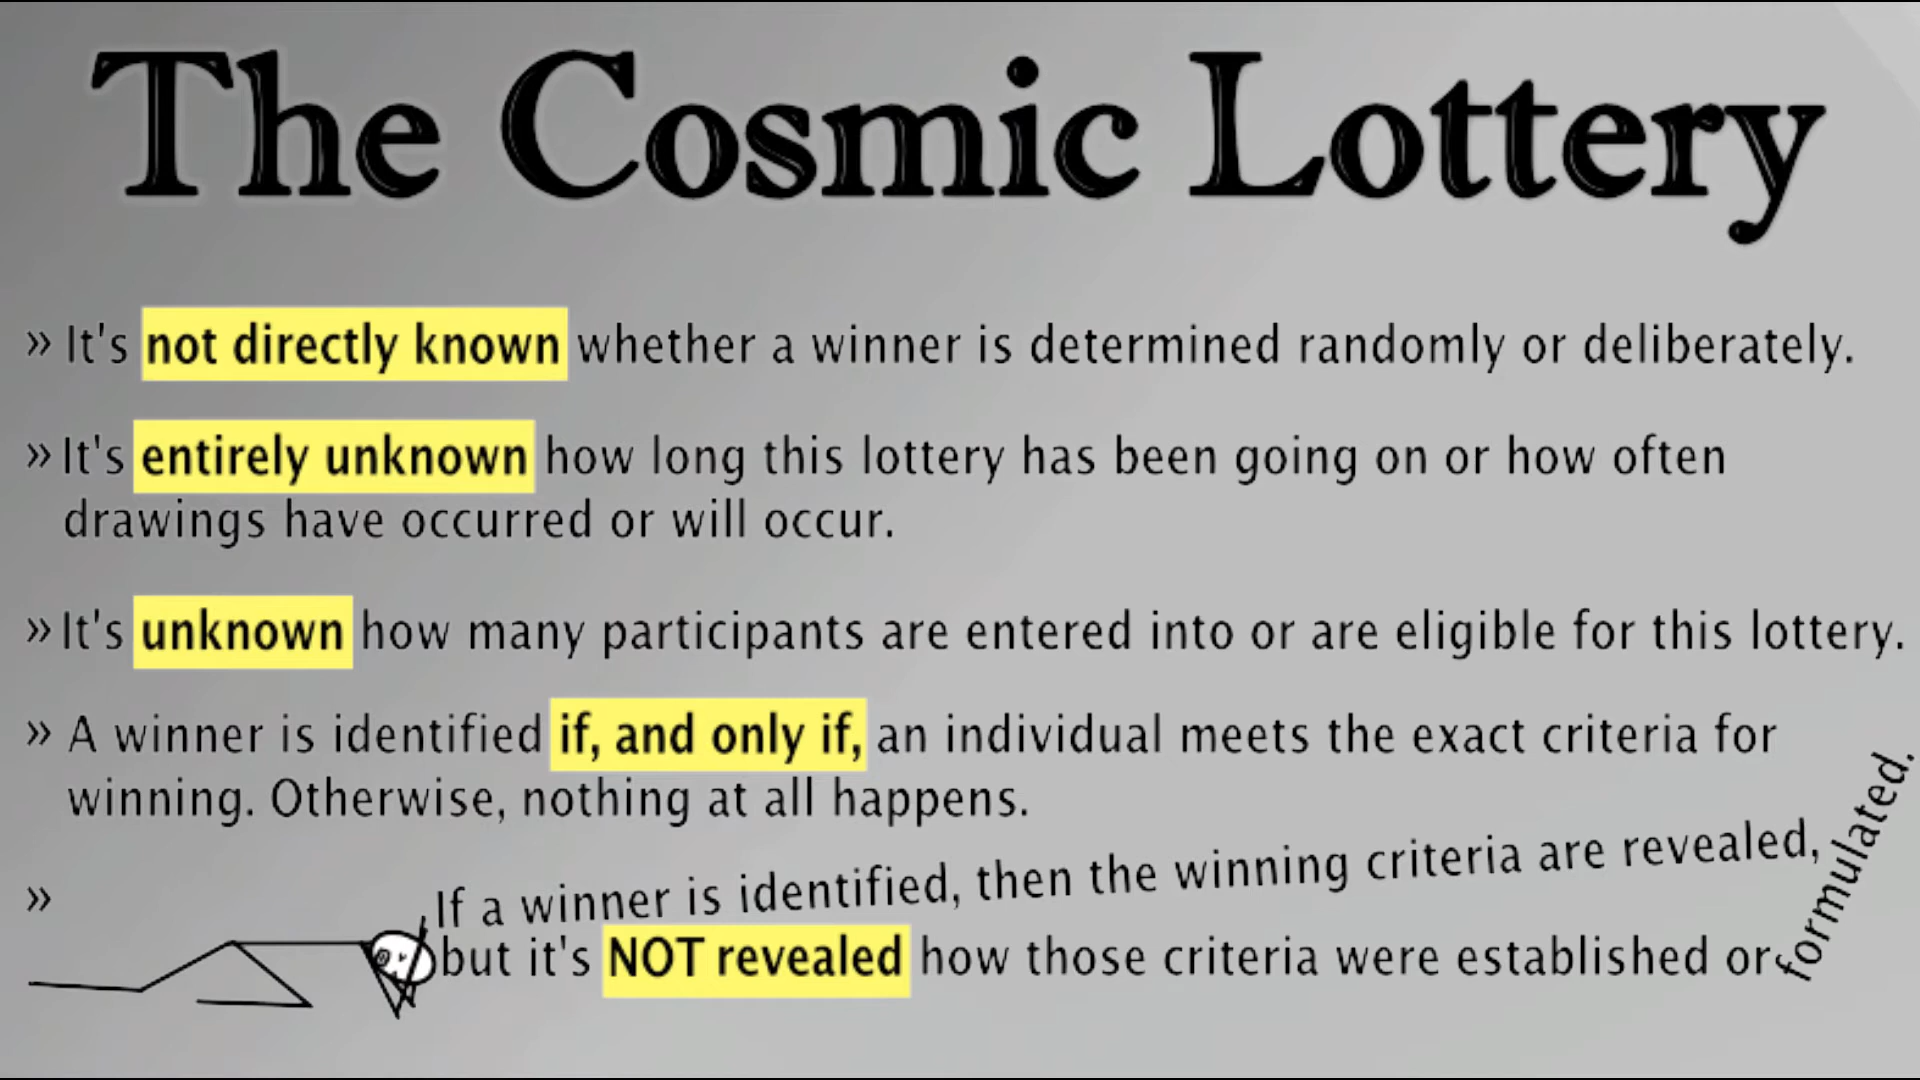 The Cosmic Lottery
» It's not directly known whether a winner is determined randomly or deliberately.
» It's entirely unknown how long this lottery has been going on or how often
drawings have occurred or will occur.
» It's unknown how many participants are entered into or are eligible for this lottery.
» A winner is identified if, and only if, an individual meets the exact criteria for
winning. Otherwise, nothing at all happens.
» If a winner is identified, then the winning criteria are revealed,
but it's NOT revealed how those criteria were established or
formulated.